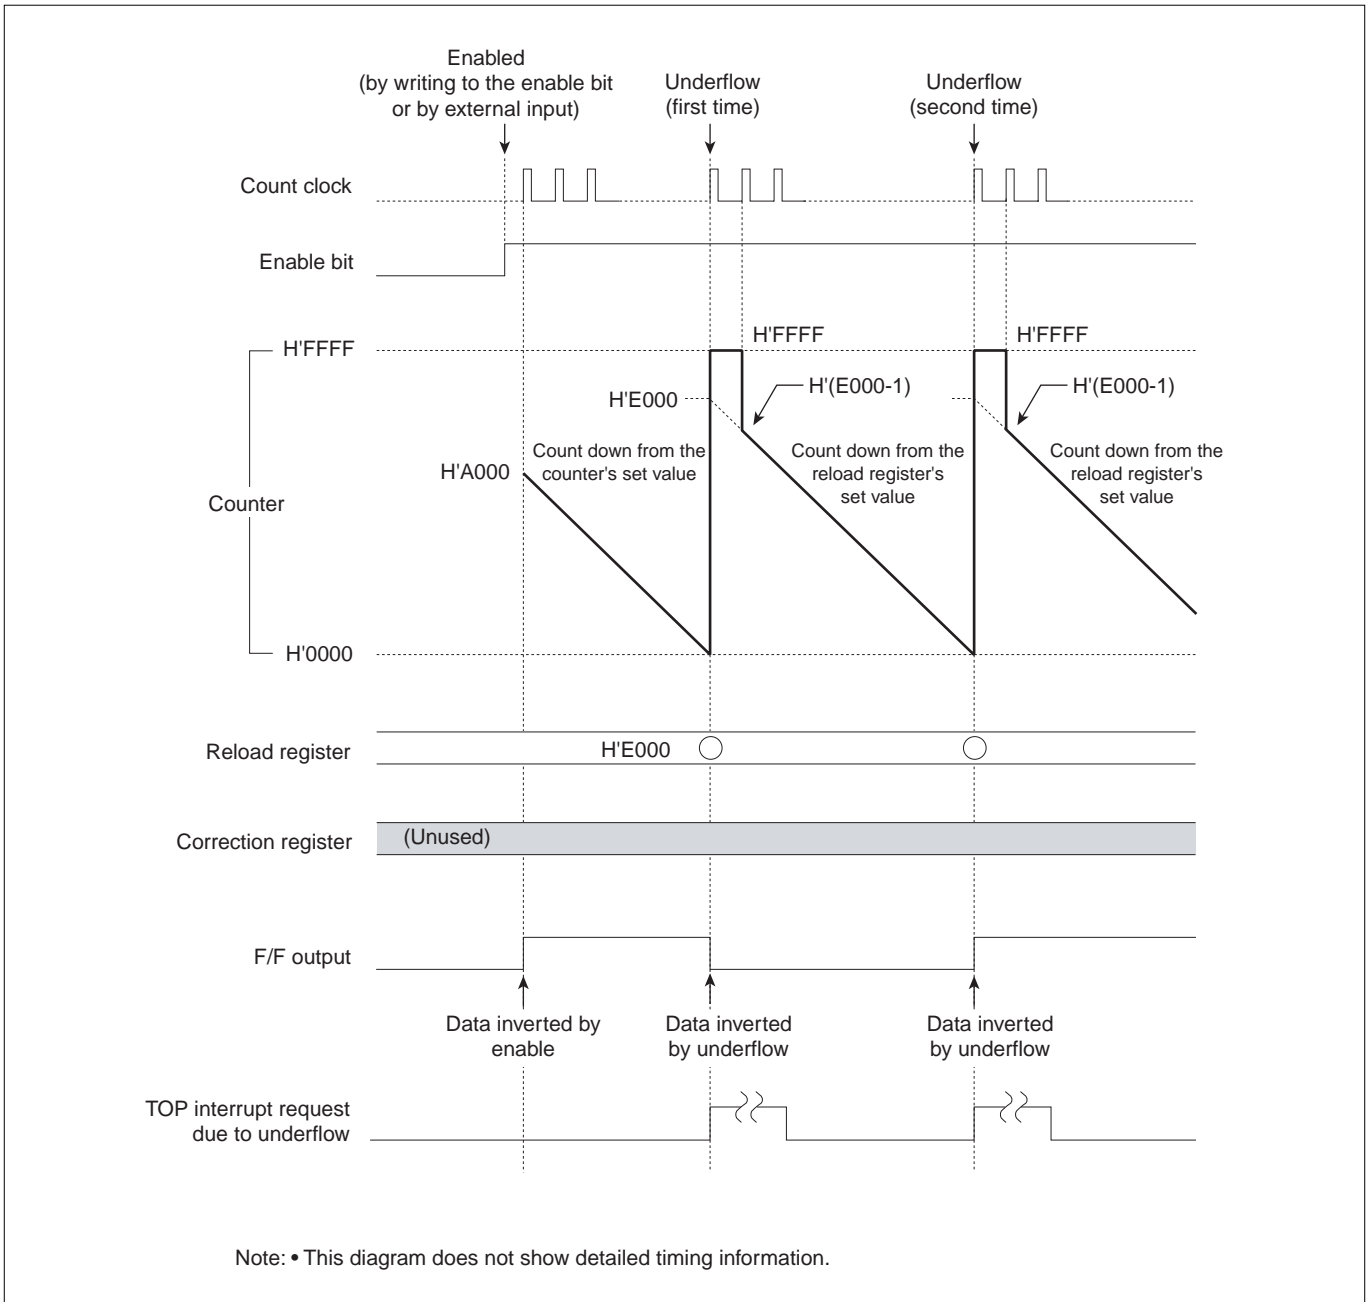 Enabled
(by writing to the enable bit
or by external input)
Underflow
(first time)
Underflow
(second time)
Count clock
Enable bit
H'FFFF
H'FFFF
H'FFFF
H'E000
H'(E000-1)
H'(E000-1)
H'A000
Count down from the
counter's set value
Count down from the
reload register's
set value
Count down from the
reload register's
set value
Counter
H'0000
Reload register
H'E000
Correction register
(Unused)
F/F output
Data inverted by
enable
Data inverted
by underflow
Data inverted
by underflow
TOP interrupt request
due to underflow
Note: • This diagram does not show detailed timing information.